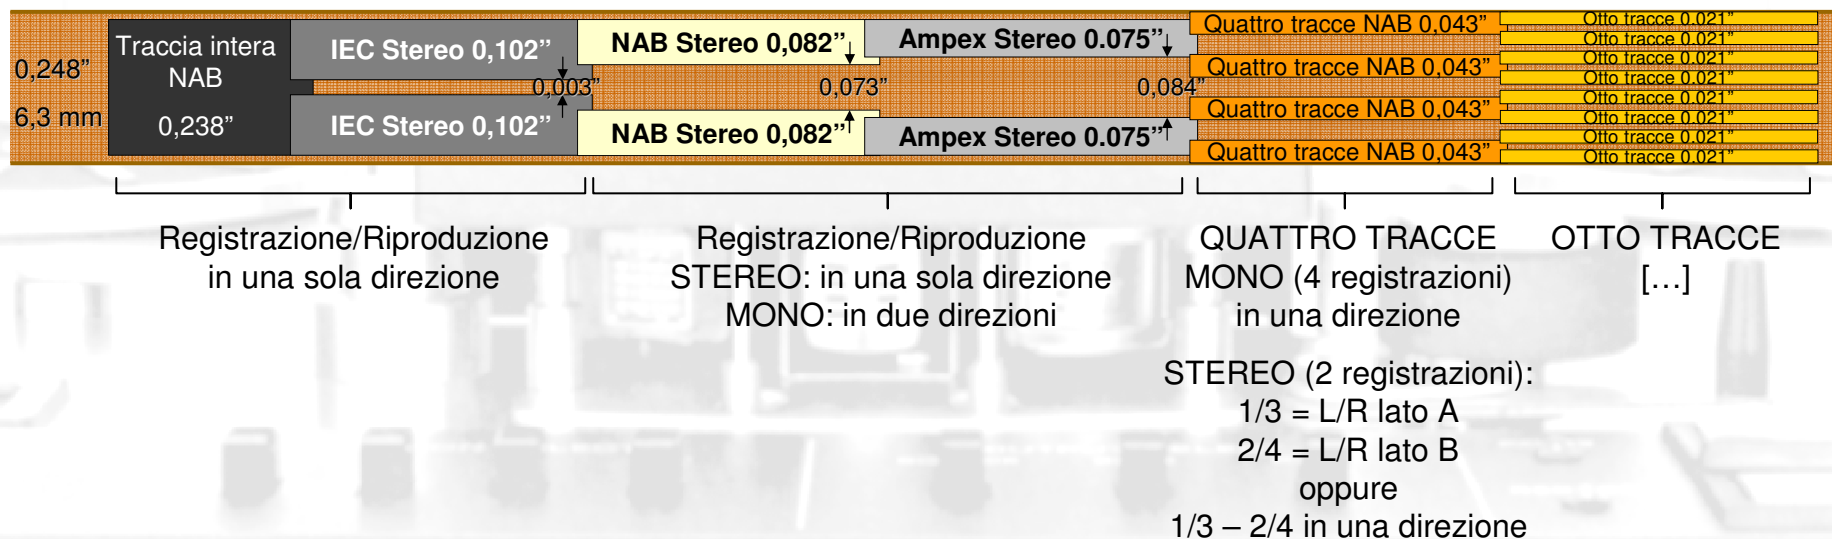 0,248”
6,3 mm
Traccia intera
NAB
0,238”
IEC Stereo 0,102”
IEC Stereo 0,102”
0,003”
NAB Stereo 0,082”
NAB Stereo 0,082”
0,073”
Ampex Stereo 0.075”
Ampex Stereo 0.075”
0,084”
Quattro tracce NAB 0,043”
Quattro tracce NAB 0,043”
Quattro tracce NAB 0,043”
Quattro tracce NAB 0,043”
Otto tracce 0.021”
Otto tracce 0.021”
Otto tracce 0.021”
Otto tracce 0.021”
Otto tracce 0.021”
Otto tracce 0.021”
Otto tracce 0.021”
Otto tracce 0.021”
Registrazione/Riproduzione
in una sola direzione
Registrazione/Riproduzione
STEREO: in una sola direzione
MONO: in due direzioni
QUATTRO TRACCE
MONO (4 registrazioni)
in una direzione
STEREO (2 registrazioni):
1/3 = L/R lato A
2/4 = L/R lato B
oppure
1/3 – 2/4 in una direzione
OTTO TRACCE
[…]